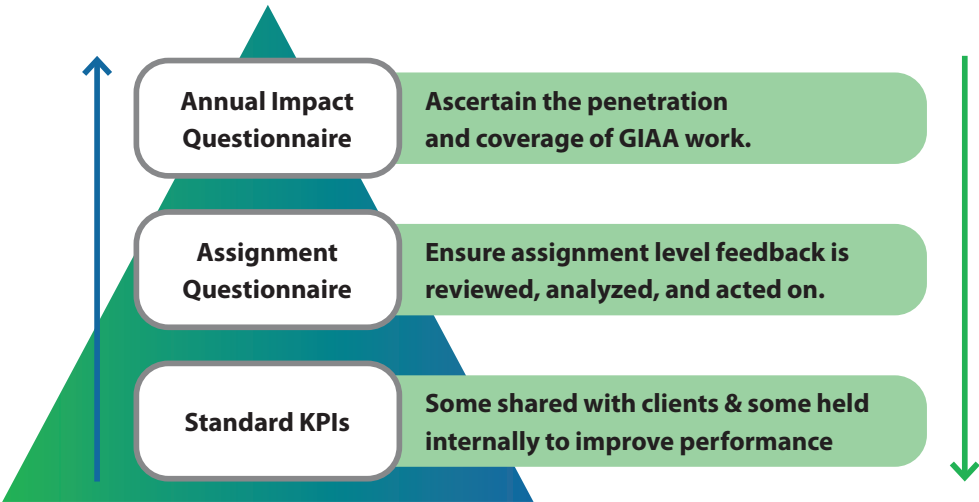 Annual Impact
Questionnaire
Ascertain the penetration
and coverage of GIAA work.
Assignment
Questionnaire
Ensure assignment level feedback is
reviewed, analyzed, and acted on.
Standard KPIs
Some shared with clients & some held
internally to improve performance